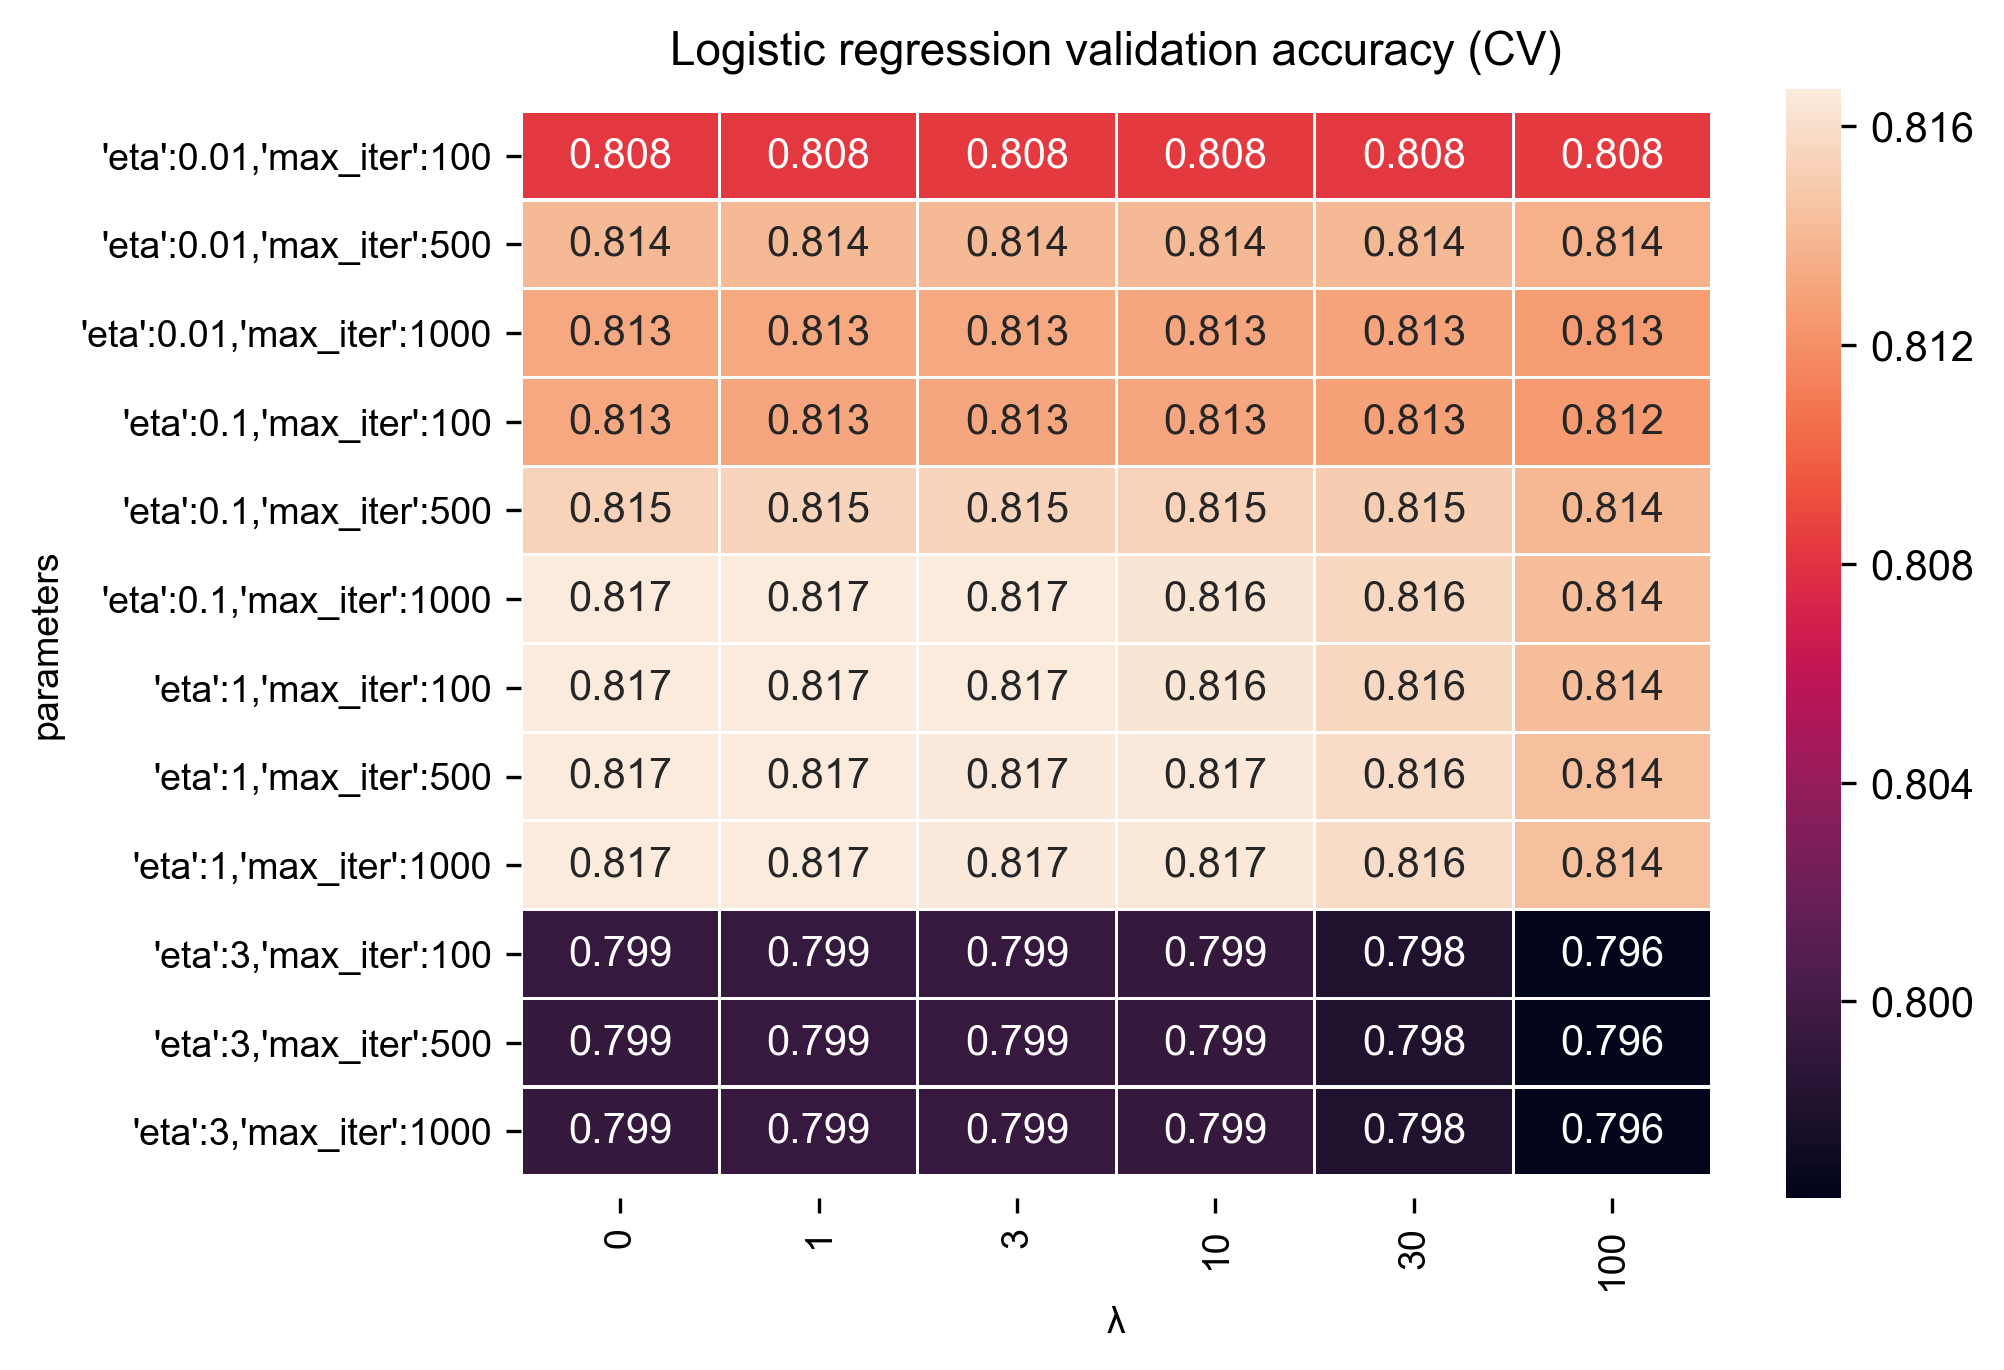 Logistic regression validation accuracy (CV)
parameters
'eta':0.01,'max_iter':100 0.808 0.808 0.808 0.808 0.808 0.808
'eta':0.01,'max_iter':500 0.814 0.814 0.814 0.814 0.814 0.814
'eta':0.01,'max_iter':1000 0.813 0.813 0.813 0.813 0.813 0.813
'eta':0.1,'max_iter':100 0.813 0.813 0.813 0.813 0.813 0.812
'eta':0.1,'max_iter':500 0.815 0.815 0.815 0.815 0.815 0.814
'eta':0.1,'max_iter':1000 0.817 0.817 0.817 0.816 0.816 0.814
'eta':1,'max_iter':100 0.817 0.817 0.817 0.816 0.816 0.814
'eta':1,'max_iter':500 0.817 0.817 0.817 0.817 0.816 0.814
'eta':1,'max_iter':1000 0.817 0.817 0.817 0.817 0.816 0.814
'eta':3,'max_iter':100 0.799 0.799 0.799 0.799 0.798 0.796
'eta':3,'max_iter':500 0.799 0.799 0.799 0.799 0.798 0.796
'eta':3,'max_iter':1000 0.799 0.799 0.799 0.799 0.798 0.796
0 1 3 10 30 100
λ
0.816
0.812
0.808
0.804
0.800